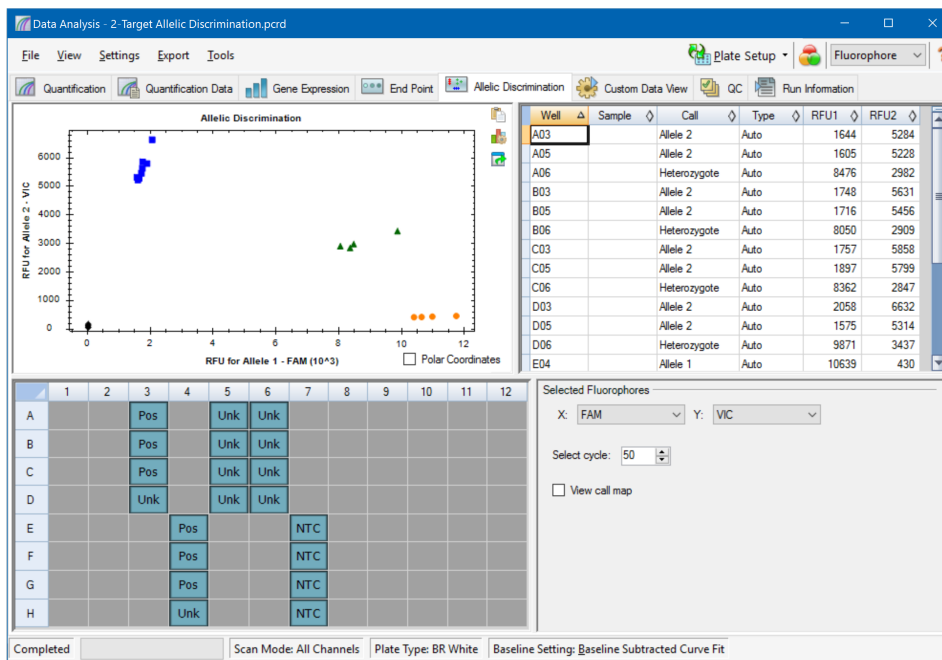 Data Analysis - 2-Target Allelic Discrimination.pcrd
File View Settings Export Tools Plate Setup Fluorophore
Quantification Quantification Data Gene Expression End Point Allelic Discrimination Custom Data View QC Run Information
Allelic Discrimination
RFU for Allele 2 - VIC
6000
5000
4000
3000
2000
1000
0
0 2 4 6 8 10 12
RFU for Allele 1 - FAM (10^3)
Polar Coordinates
Well Sample Call Type RFU1 RFU2
A03 Allele 2 Auto 1644 5284
A05 Allele 2 Auto 1605 5228
A06 Heterozygote Auto 8476 2982
B03 Allele 2 Auto 1748 5631
B05 Allele 2 Auto 1716 5456
B06 Heterozygote Auto 8050 2909
C03 Allele 2 Auto 1757 5858
C05 Allele 2 Auto 1897 5799
C06 Heterozygote Auto 8362 2847
D03 Allele 2 Auto 2058 6632
D05 Allele 2 Auto 1575 5314
D06 Heterozygote Auto 9871 3437
E04 Allele 1 Auto 10639 430
1 2 3 4 5 6 7 8 9 10 11 12
A Pos Unk Unk
B Pos Unk Unk
C Pos Unk Unk
D Unk Unk Unk
E Pos NTC
F Pos NTC
G Pos NTC
H Unk NTC
Selected Fluorophores
X: FAM Y: VIC
Select cycle: 50
View call map
Completed Scan Mode: All Channels Plate Type: BR White Baseline Setting: Baseline Subtracted Curve Fit